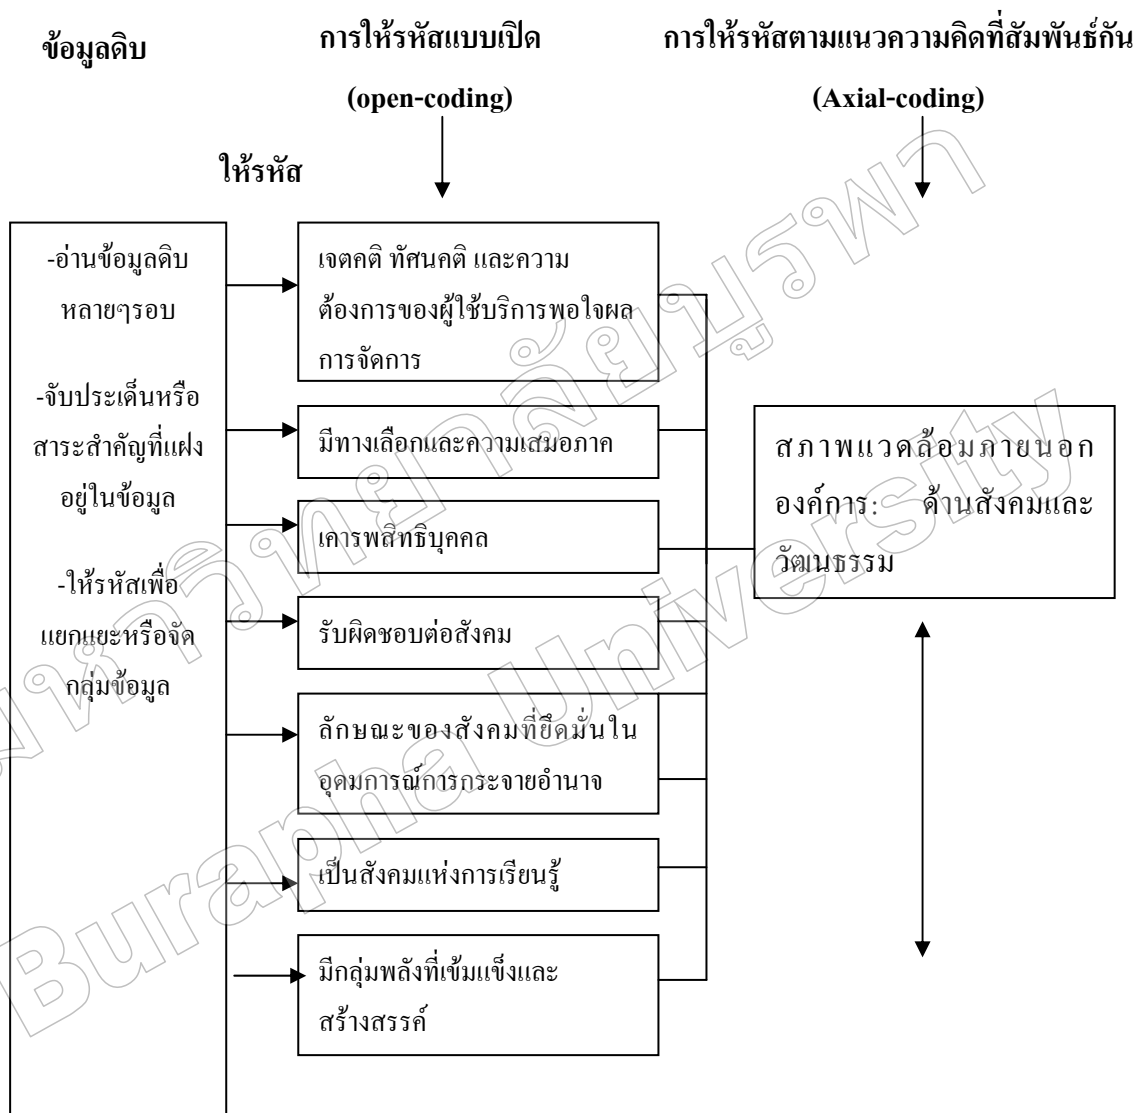 ข้อมูลดิบ
การให้รหัสแบบเปิด
(open-coding)
การให้รหัสตามแนวความคิดที่สัมพันธ์กัน
(Axial-coding)
ให้รหัส
-อ่านข้อมูลดิบ
หลายๆรอบ
-จับประเด็นหรือ
สาระสำคัญที่แฝง
อยู่ในข้อมูล
-ให้รหัสเพื่อ
แยกแยะหรือจัด
กลุ่มข้อมูล
เจตคติ ทัศนคติ และความ
ต้องการของผู้ใช้บริการพอใจผล
การจัดการ
มีทางเลือกและความเสมอภาค
เคารพสิทธิบุคคล
รับผิดชอบต่อสังคม
ลักษณะของสังคมที่ยึดมั่นใน
อุดมการณ์การกระจายอำนาจ
เป็นสังคมแห่งการเรียนรู้
มีกลุ่มพลังที่เข้มแข็งและ
สร้างสรรค์
สภาพแวดล้อมภายนอก
องค์การ: ด้านสังคมและ
วัฒนธรรม
มหาวิทยาลัยบูรพา
Burapha University